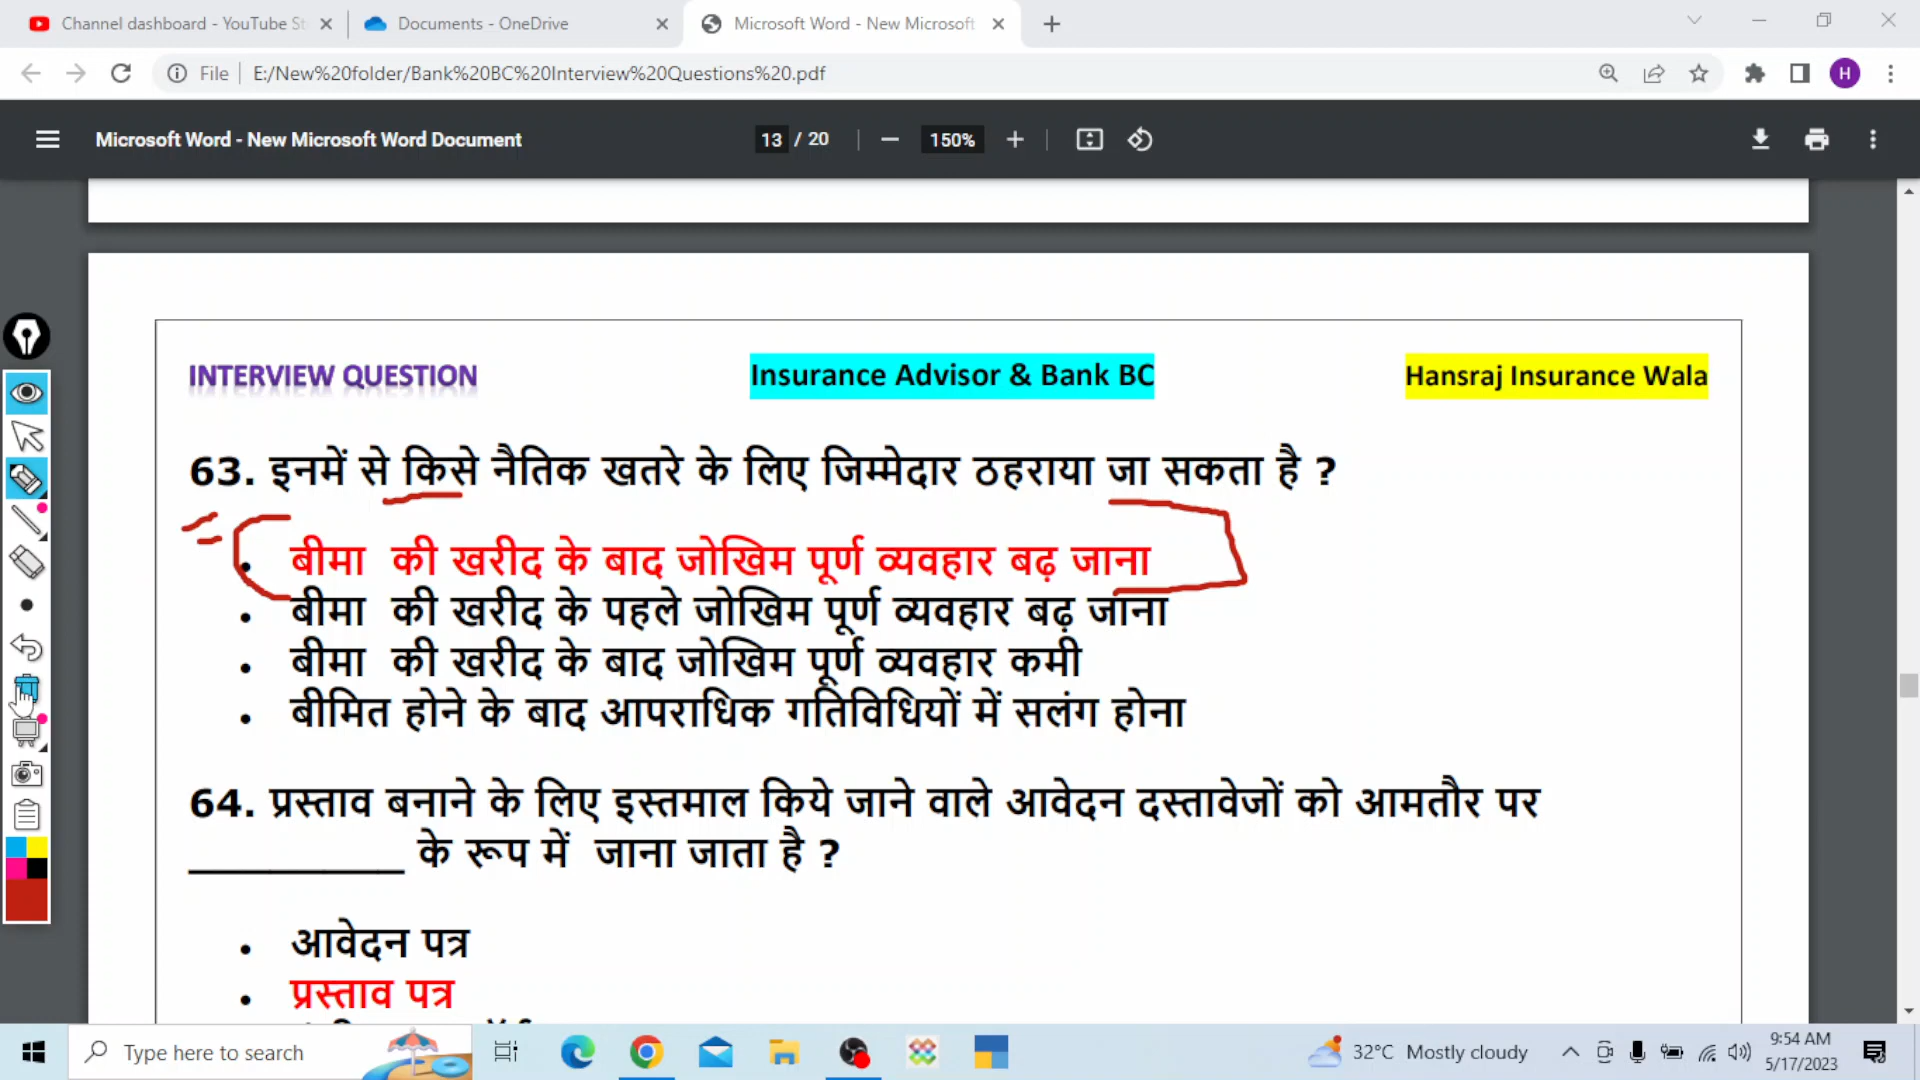 Channel dashboard - YouTube St
Documents - OneDrive
Microsoft Word - New Microsoft
File
E:/New%20folder/Bank%20BC%20Interview%20Questions%20.pdf
H
Microsoft Word - New Microsoft Word Document
13 / 20
150%
INTERVIEW QUESTION
Insurance Advisor & Bank BC
Hansraj Insurance Wala
63. इनमें से किसे नैतिक खतरे के लिए जिम्मेदार ठहराया जा सकता है ?
• बीमा की खरीद के बाद जोखिम पूर्ण व्यवहार बढ़ जाना
• बीमा की खरीद के पहले जोखिम पूर्ण व्यवहार बढ़ जाना
• बीमा की खरीद के बाद जोखिम पूर्ण व्यवहार कमी
• बीमित होने के बाद आपराधिक गतिविधियों में सलंग होना
64. प्रस्ताव बनाने के लिए इस्तमाल किये जाने वाले आवेदन दस्तावेजों को आमतौर पर
__________ के रूप में जाना जाता है ?
• आवेदन पत्र
• प्रस्ताव पत्र
Type here to search
32°C Mostly cloudy
9:54 AM
5/17/2023